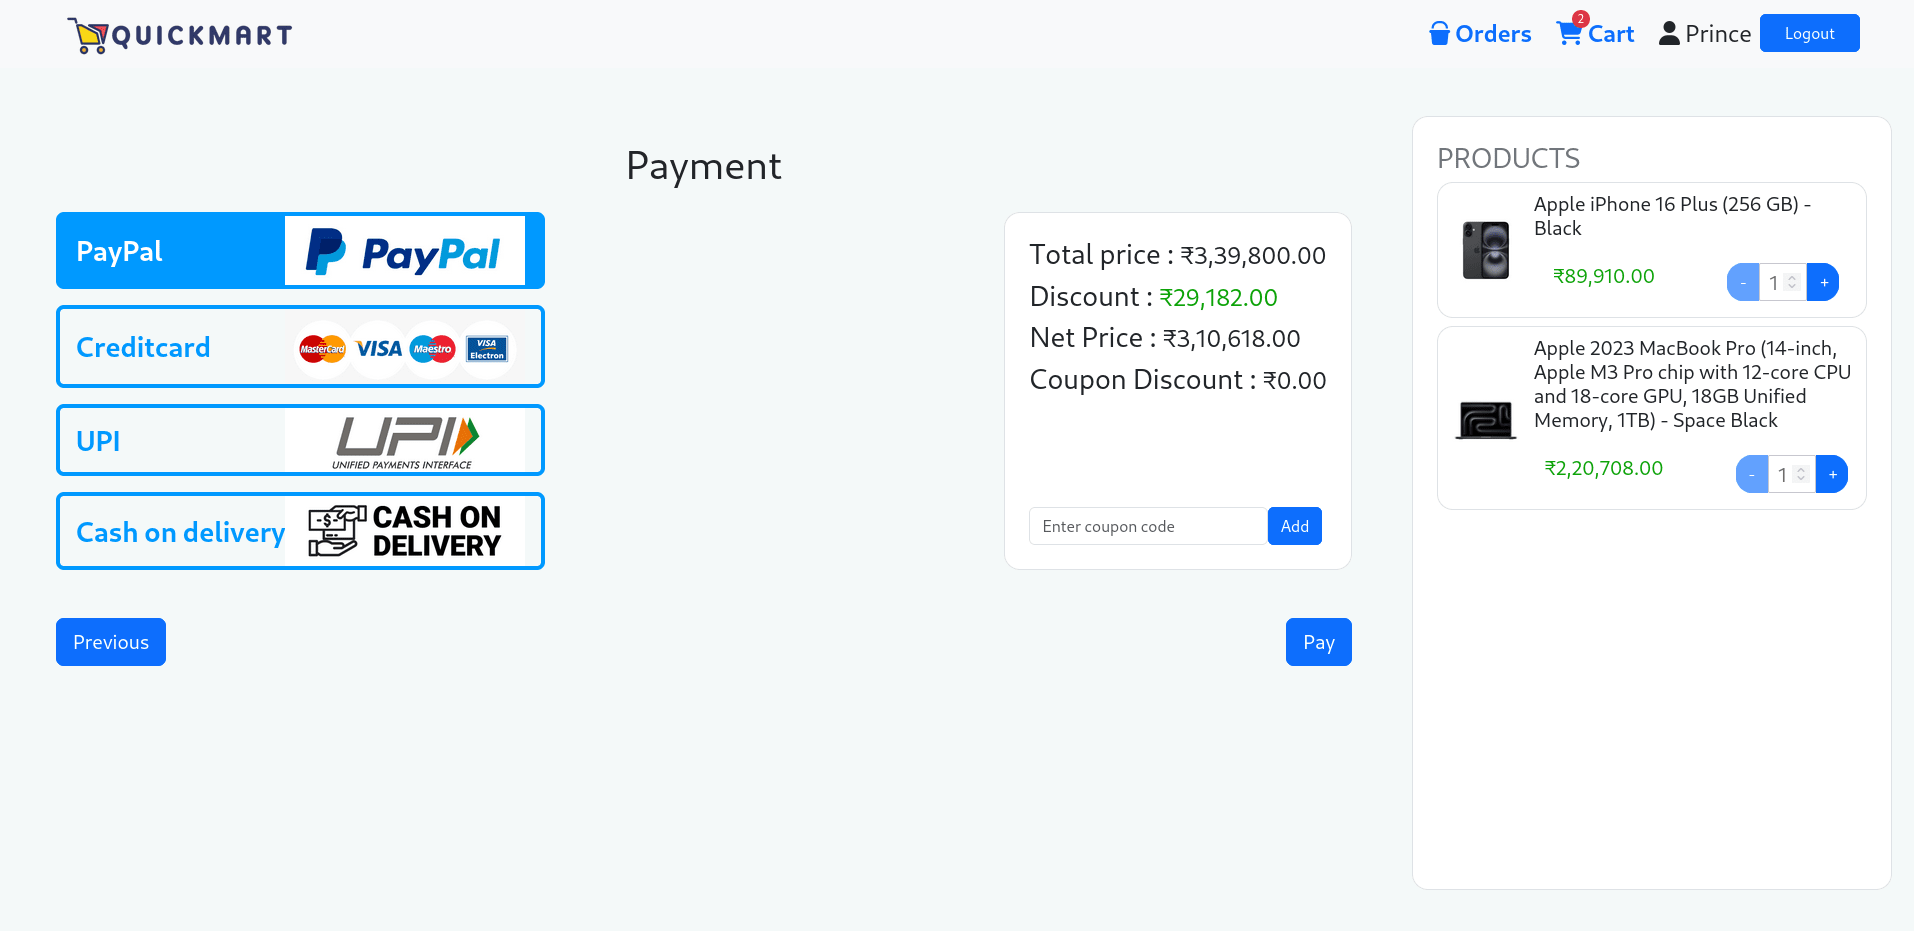 QUICKMART
Orders
2
Cart
Prince
Logout
Payment
PayPal
PayPal
Creditcard
MasterCard
VISA
Maestro
VISA
Electron
UPI
UPI
UNIFIED PAYMENTS INTERFACE
Cash on delivery
-$-
CASH ON
DELIVERY
Total price : ₹3,39,800.00
Discount : ₹29,182.00
Net Price : ₹3,10,618.00
Coupon Discount : ₹0.00
Enter coupon code
Add
Previous
Pay
PRODUCTS
Apple iPhone 16 Plus (256 GB) -
Black
₹89,910.00
- 1 +
Apple 2023 MacBook Pro (14-inch,
Apple M3 Pro chip with 12-core CPU
and 18-core GPU, 18GB Unified
Memory, 1TB) - Space Black
₹2,20,708.00
- 1 +